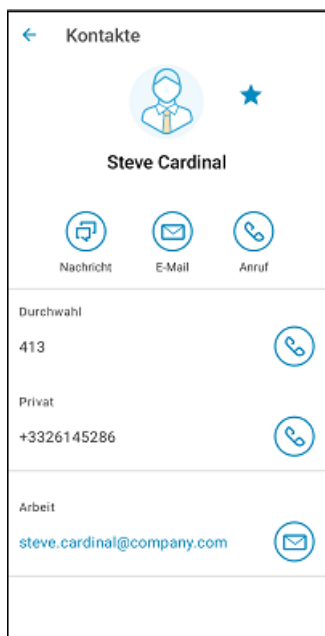 Kontakte
Steve Cardinal
Nachricht E-Mail Anruf
Durchwahl
413
Privat
+3326145286
Arbeit
steve.cardinal@company.com